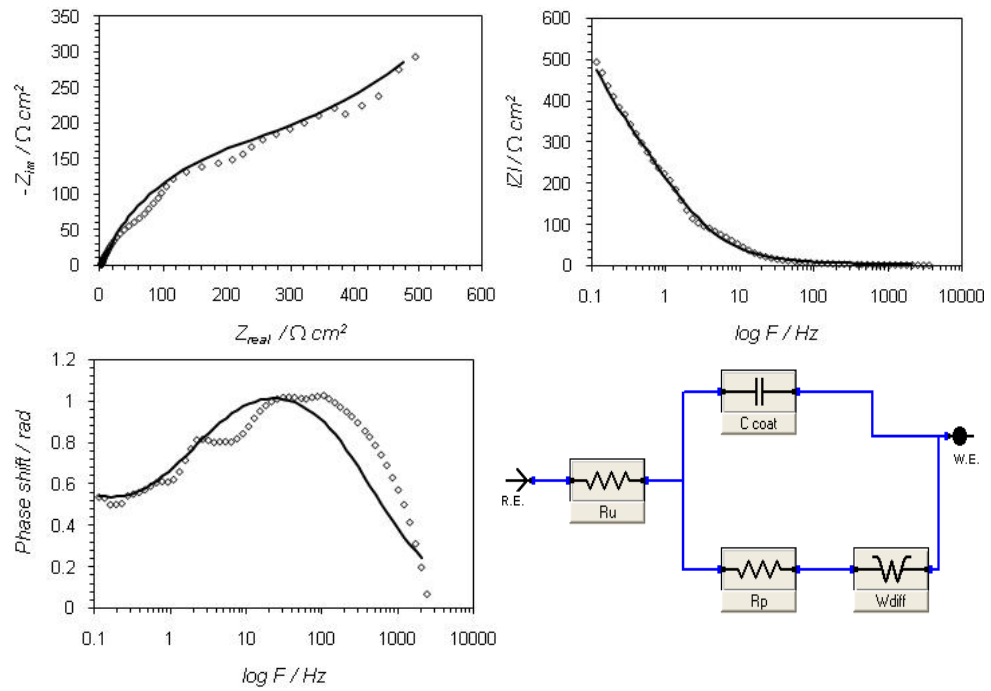 350
300
250
200
150
100
50
0
0 100 200 300 400 500 600
-Zim / Ω cm²
Zreal / Ω cm²
600
500
400
300
200
100
0
0.1 1 10 100 1000 10000
|Z| / Ω cm²
log F / Hz
1.2
1
0.8
0.6
0.4
0.2
0
0.1 1 10 100 1000 10000
Phase shift / rad
log F / Hz
C coat
W.E.
R.E.
Ru
Rp
Wdiff